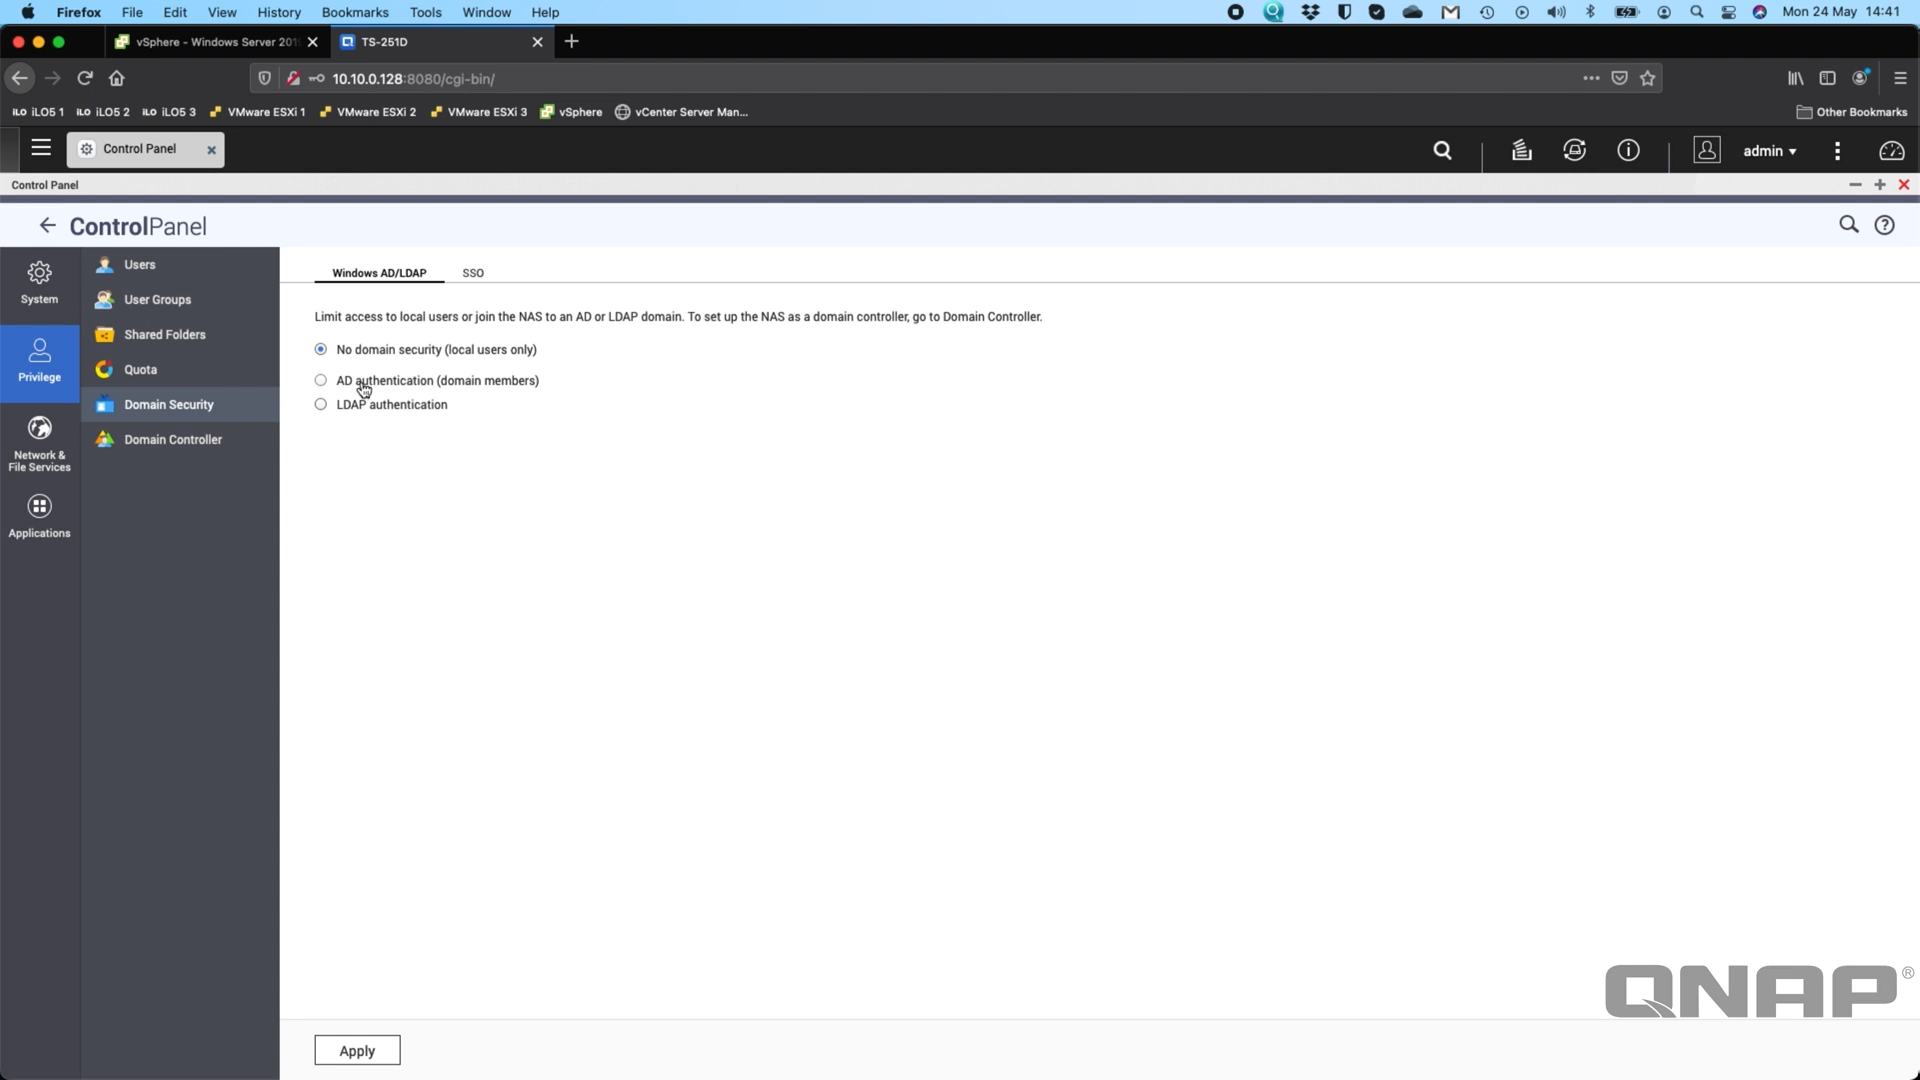 Firefox File Edit View History Bookmarks Tools Window Help Mon 24 May 14:41
vSphere - Windows Server 201 TS-251D
10.10.0.128:8080/cgi-bin/
iLO iLO5 1 iLO iLO5 2 iLO iLO5 3 VMware ESXi 1 VMware ESXi 2 VMware ESXi 3 vSphere vCenter Server Man... Other Bookmarks
Control Panel admin
Control Panel
ControlPanel
System
Privilege
Network &
File Services
Applications
Users
User Groups
Shared Folders
Quota
Domain Security
Domain Controller
Windows AD/LDAP SSO
Limit access to local users or join the NAS to an AD or LDAP domain. To set up the NAS as a domain controller, go to Domain Controller.
No domain security (local users only)
AD authentication (domain members)
LDAP authentication
QNAP®
Apply